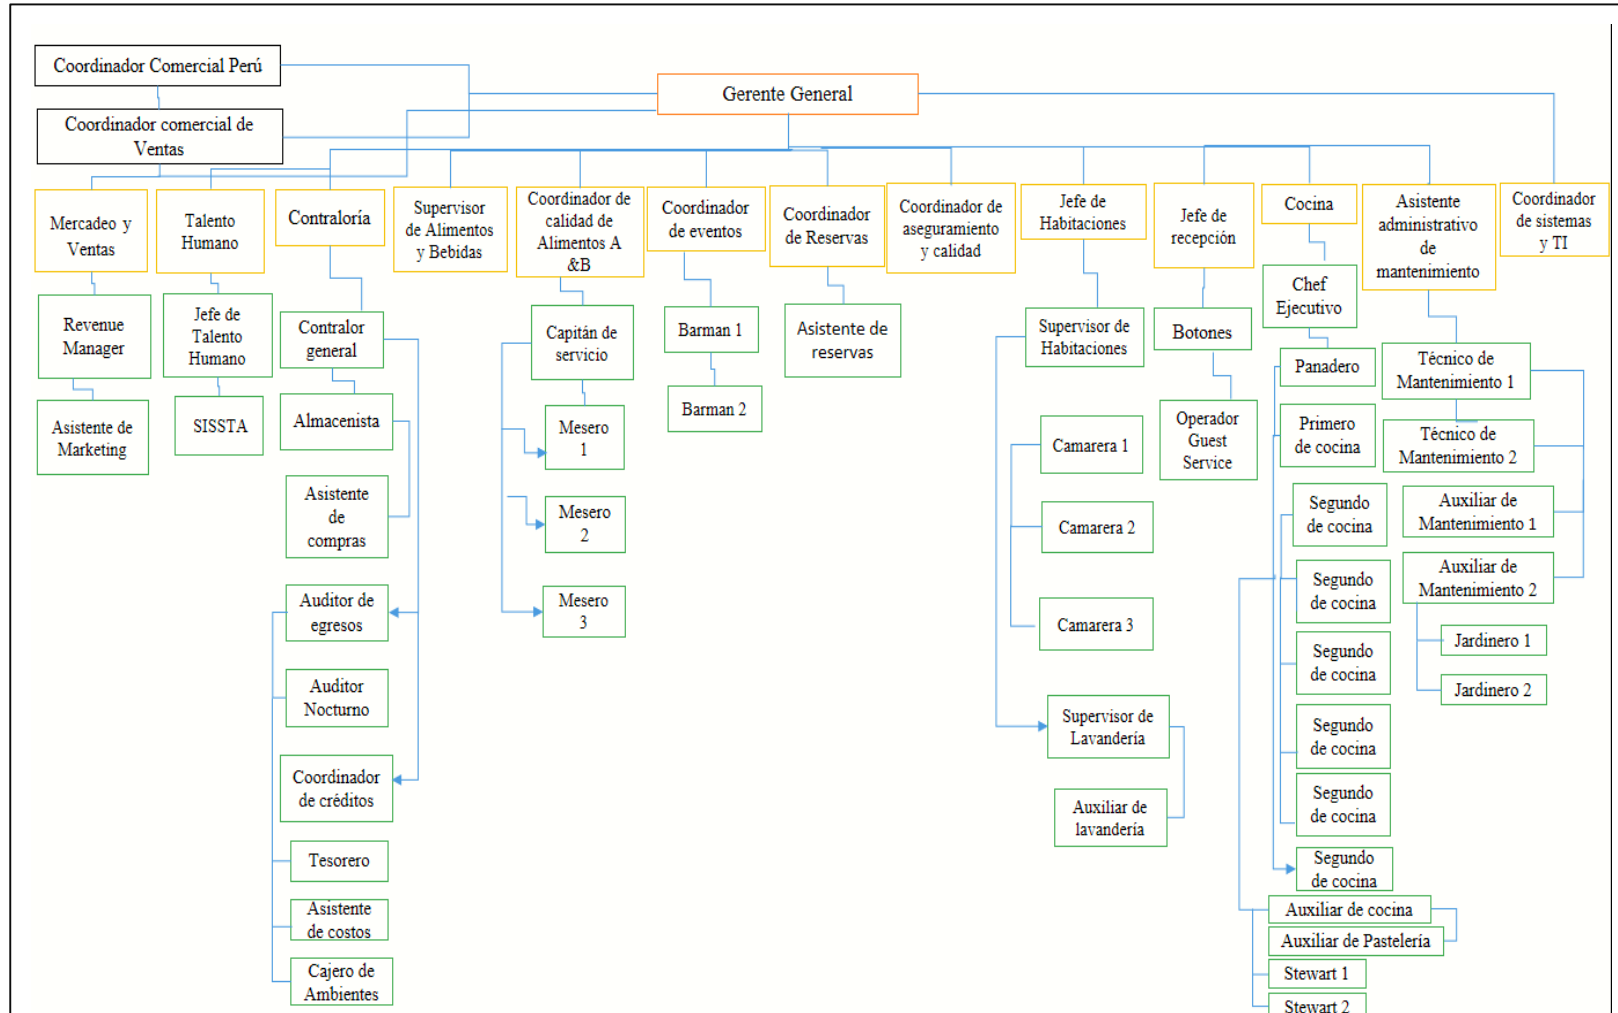 Coordinador Comercial Perú
Gerente General
Coordinador comercial de
Ventas
Mercadeo y
Ventas
Talento
Humano
Contraloría
Supervisor
de Alimentos
y Bebidas
Coordinador de
calidad de
Alimentos A
&B
Coordinador
de eventos
Coordinador
de Reservas
Coordinador de
aseguramiento
y calidad
Jefe de
Habitaciones
Jefe de
recepción
Cocina
Asistente
administrativo
de
mantenimiento
Coordinador
de sistemas
y TI
Revenue
Manager
Asistente de
Marketing
Jefe de
Talento
Humano
SISSTA
Contralor
general
Almacenista
Asistente
de
compras
Auditor de
egresos
Auditor
Nocturno
Coordinador
de créditos
Tesorero
Asistente
de costos
Cajero de
Ambientes
Capitán de
servicio
Mesero
1
Mesero
2
Mesero
3
Barman 1
Barman 2
Asistente de
reservas
Supervisor de
Habitaciones
Camarera 1
Camarera 2
Camarera 3
Supervisor de
Lavandería
Auxiliar de
lavandería
Botones
Operador
Guest
Service
Chef
Ejecutivo
Panadero
Primero
de cocina
Segundo
de cocina
Segundo
de cocina
Segundo
de cocina
Segundo
de cocina
Segundo
de cocina
Segundo
de cocina
Auxiliar de cocina
Auxiliar de Pastelería
Stewart 1
Stewart 2
Técnico de
Mantenimiento 1
Técnico de
Mantenimiento 2
Auxiliar de
Mantenimiento 1
Auxiliar de
Mantenimiento 2
Jardinero 1
Jardinero 2